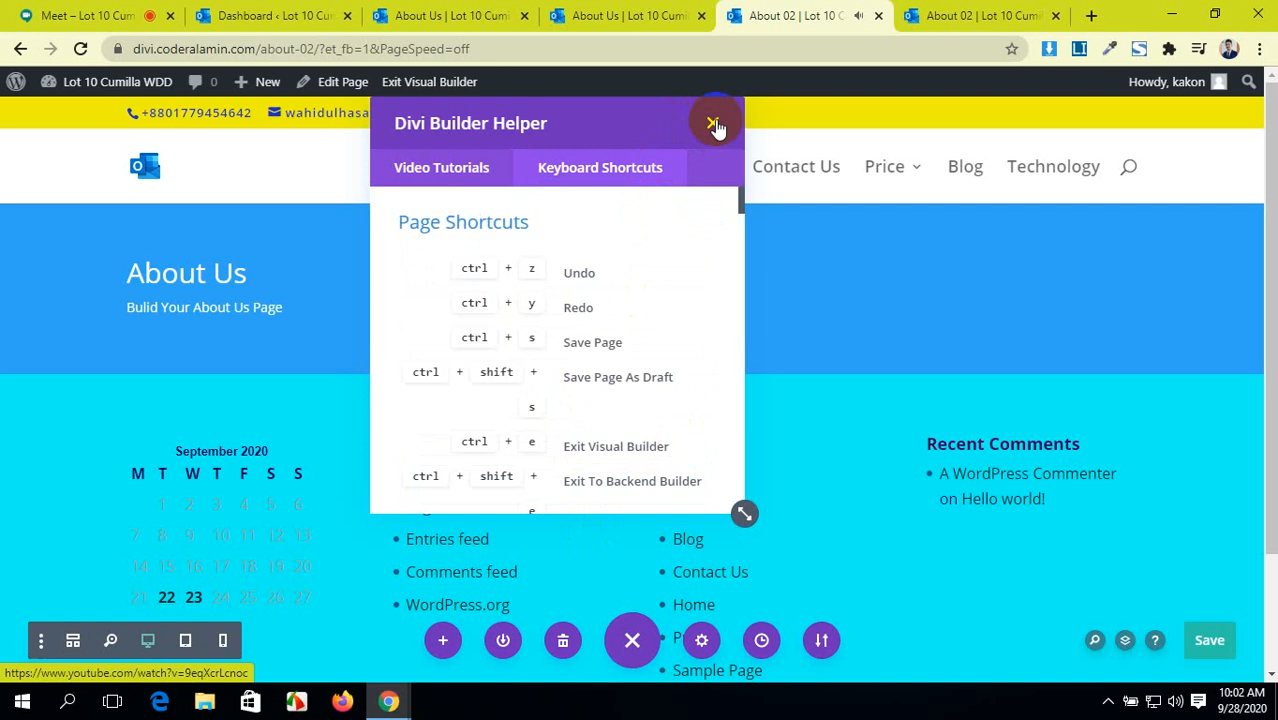 Meet – Lot 10 Cumilla WDD
Dashboard ‹ Lot 10 Cumilla
About Us | Lot 10 Cumilla
About Us | Lot 10 Cumilla
About 02 | Lot 10 C
About 02 | Lot 10 Cumil
divi.coderalamin.com/about-02/?et_fb=1&PageSpeed=off
Lot 10 Cumilla WDD
0
New
Edit Page
Exit Visual Builder
Howdy, kakon
+8801779454642
wahidulhasa
Divi Builder Helper
Video Tutorials
Keyboard Shortcuts
Contact Us
Price
Blog
Technology
Page Shortcuts
ctrl + z Undo
ctrl + y Redo
ctrl + s Save Page
ctrl + shift + Save Page As Draft
s
ctrl + e Exit Visual Builder
ctrl + shift + Exit To Backend Builder
e
About Us
Bulid Your About Us Page
September 2020
M T W T F S S
1 2 3 4 5 6
7 8 9 10 11 12 13
14 15 16 17 18 19 20
21 22 23 24 25 26 27
Entries feed
Comments feed
WordPress.org
Blog
Contact Us
Home
P
Sample Page
Recent Comments
A WordPress Commenter
on Hello world!
Save
https://www.youtube.com/watch?v=9eqXcrLcnoc
10:02 AM
9/28/2020